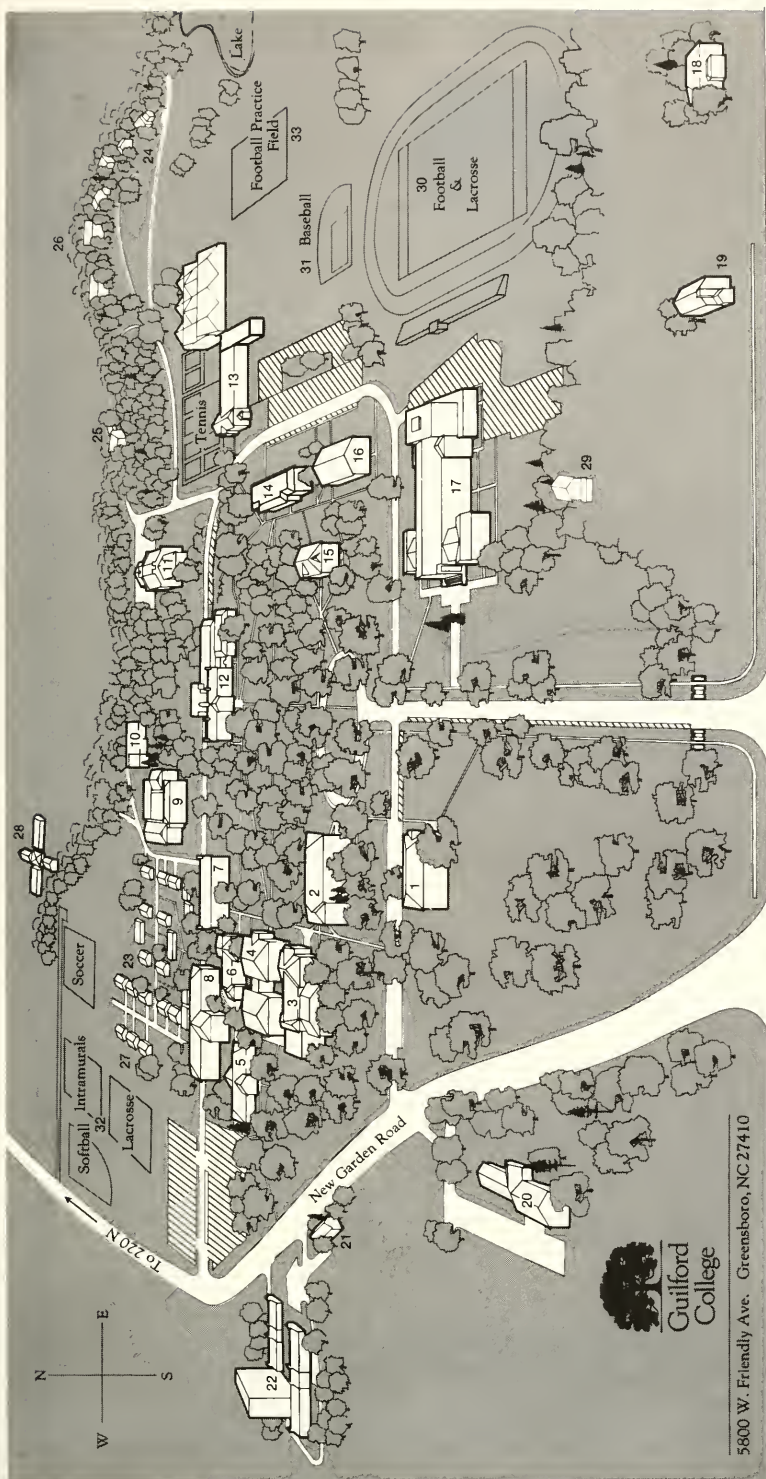 N
W E
S
To 220 N
Softball Intramurals
32
Lacrosse
Soccer
27
23
28
10
9
25
26
24
Lake
11
Tennis
13
Football Practice
Field
33
31 Baseball
12
7
8
6
5
4
3
2
1
14
15
16
17
30
Football
&
Lacrosse
22
21
New Garden Road
20
29
19
18
Guilford
College
5800 W. Friendly Ave. Greensboro, NC 27410